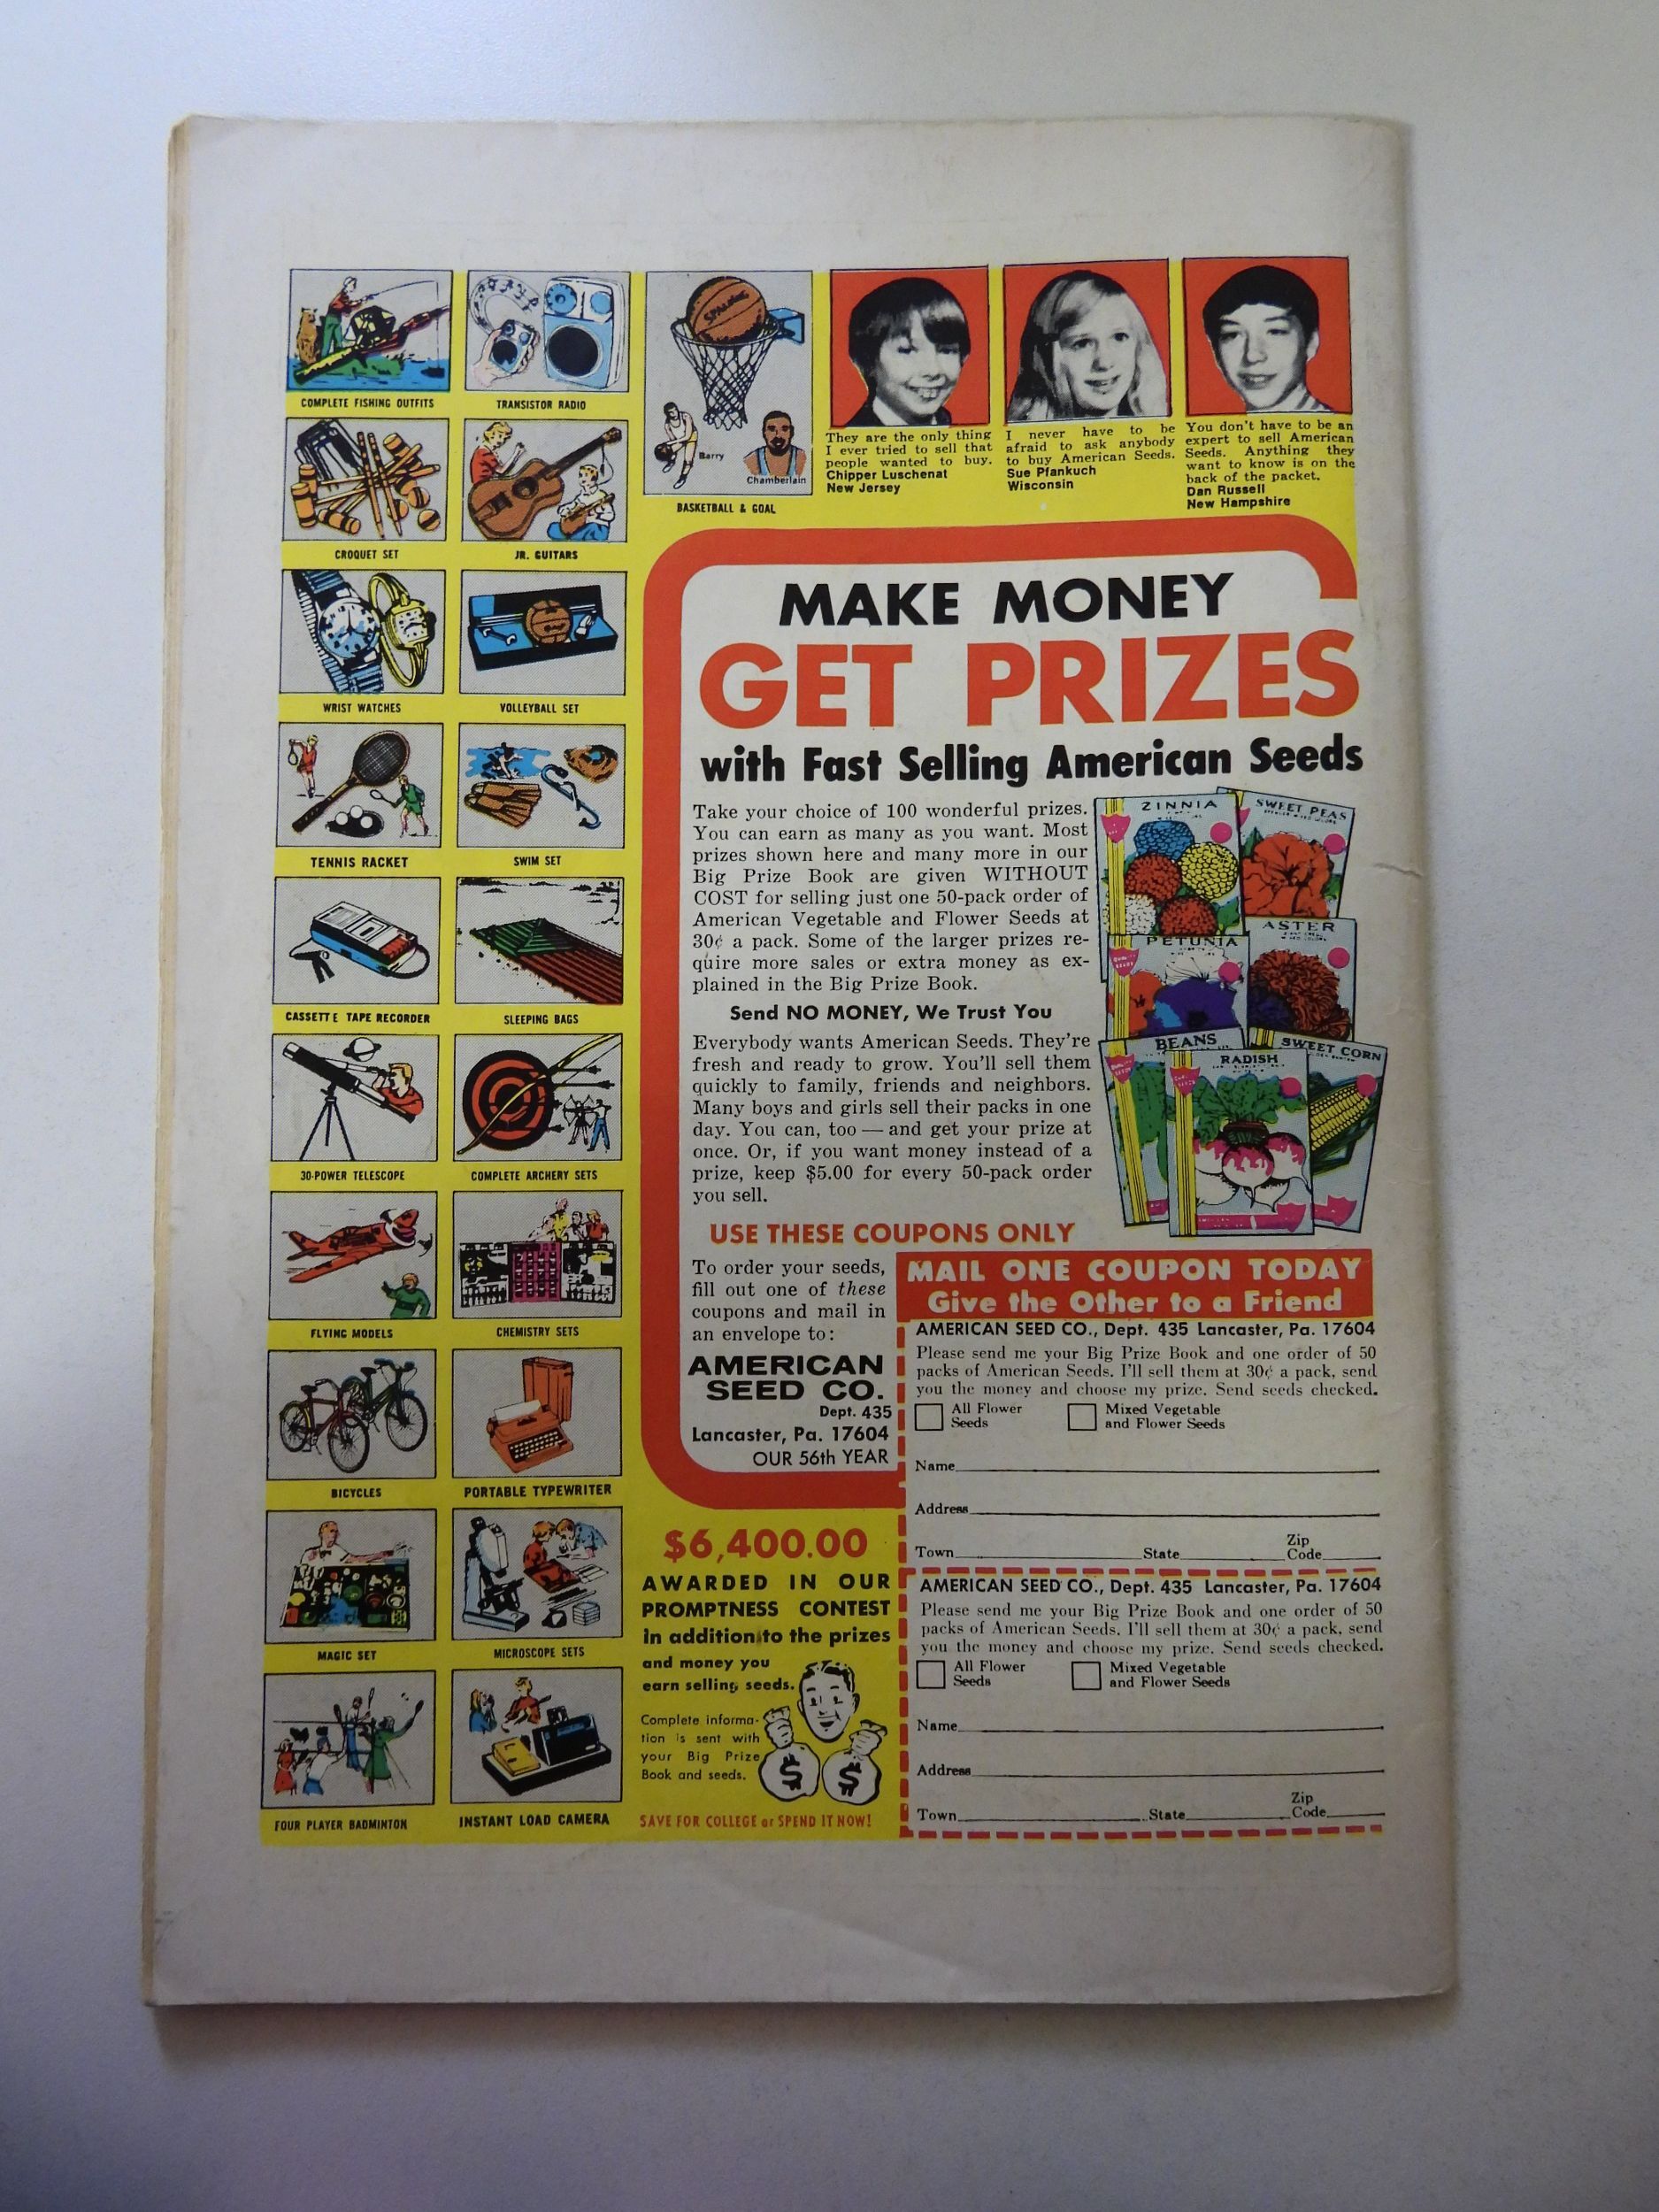 COMPLETE FISHING OUTFITS
TRANSISTOR RADIO
CROQUET SET
JR. GUITARS
WRIST WATCHES
VOLLEYBALL SET
TENNIS RACKET
SWIM SET
CASSETTE TAPE RECORDER
SLEEPING BAGS
30-POWER TELESCOPE
COMPLETE ARCHERY SETS
FLYING MODELS
CHEMISTRY SETS
BICYCLES
PORTABLE TYPEWRITER
MAGIC SET
MICROSCOPE SETS
FOUR PLAYER BADMINTON
INSTANT LOAD CAMERA
SPALDING
Barry
Chamberlain
BASKETBALL & GOAL
They are the only thing
I ever tried to sell that
people wanted to buy.
Chipper Luschenat
New Jersey
I never have to be
afraid to ask anybody
to buy American Seeds.
Sue Pfankuch
Wisconsin
You don't have to be an
expert to sell American
Seeds. Anything they
want to know is on the
back of the packet.
Dan Russell
New Hampshire
MAKE MONEY
GET PRIZES
with Fast Selling American Seeds
Take your choice of 100 wonderful prizes.
You can earn as many as you want. Most
prizes shown here and many more in our
Big Prize Book are given WITHOUT
COST for selling just one 50-pack order of
American Vegetable and Flower Seeds at
30¢ a pack. Some of the larger prizes re-
quire more sales or extra money as ex-
plained in the Big Prize Book.
Send NO MONEY, We Trust You
Everybody wants American Seeds. They're
fresh and ready to grow. You'll sell them
quickly to family, friends and neighbors.
Many boys and girls sell their packs in one
day. You can, too — and get your prize at
once. Or, if you want money instead of a
prize, keep $5.00 for every 50-pack order
you sell.
ZINNIA
SWEET PEAS
PETUNIA
ASTER
BEANS
RADISH
SWEET CORN
USE THESE COUPONS ONLY
To order your seeds,
fill out one of these
coupons and mail in
an envelope to:
AMERICAN
SEED CO.
Dept. 435
Lancaster, Pa. 17604
OUR 56th YEAR
MAIL ONE COUPON TODAY
Give the Other to a Friend
AMERICAN SEED CO., Dept. 435 Lancaster, Pa. 17604
Please send me your Big Prize Book and one order of 50
packs of American Seeds. I'll sell them at 30¢ a pack, send
you the money and choose my prize. Send seeds checked.
All Flower
Seeds
Mixed Vegetable
and Flower Seeds
Name
Address
Town State Zip Code
AMERICAN SEED CO., Dept. 435 Lancaster, Pa. 17604
Please send me your Big Prize Book and one order of 50
packs of American Seeds. I'll sell them at 30¢ a pack, send
you the money and choose my prize. Send seeds checked.
All Flower
Seeds
Mixed Vegetable
and Flower Seeds
Name
Address
Town State Zip Code
$6,400.00
AWARDED IN OUR
PROMPTNESS CONTEST
in addition to the prizes
and money you
earn selling seeds.
Complete informa-
tion is sent with
your Big Prize
Book and seeds.
$ $
SAVE FOR COLLEGE or SPEND IT NOW!